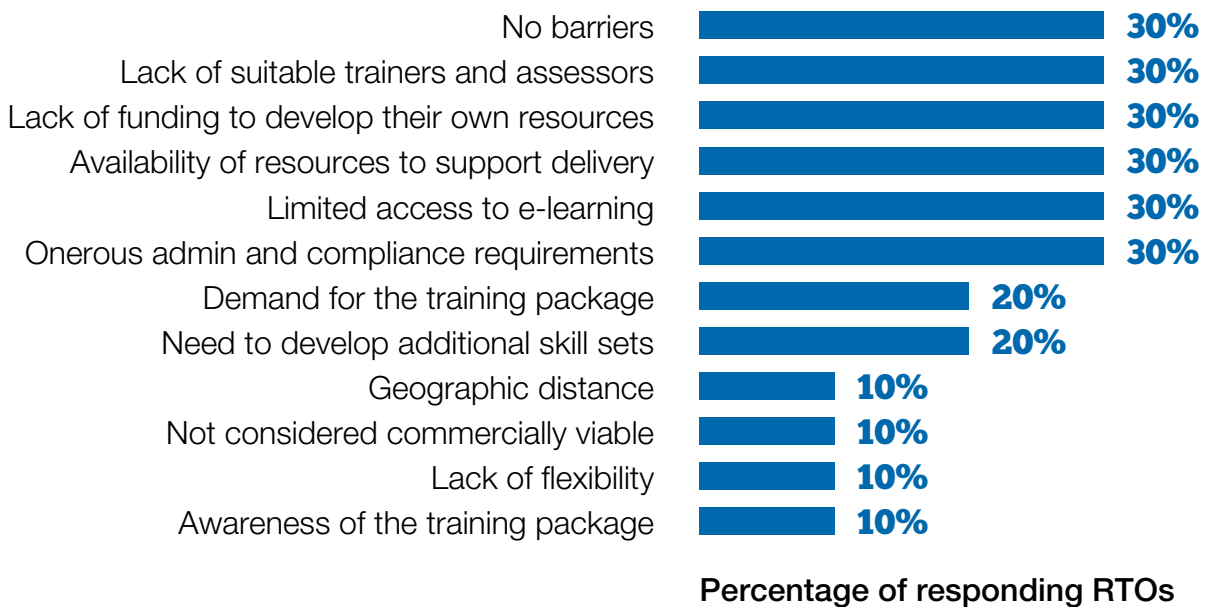 No barriers 30%
Lack of suitable trainers and assessors 30%
Lack of funding to develop their own resources 30%
Availability of resources to support delivery 30%
Limited access to e-learning 30%
Onerous admin and compliance requirements 30%
Demand for the training package 20%
Need to develop additional skill sets 20%
Geographic distance 10%
Not considered commercially viable 10%
Lack of flexibility 10%
Awareness of the training package 10%
Percentage of responding RTOs